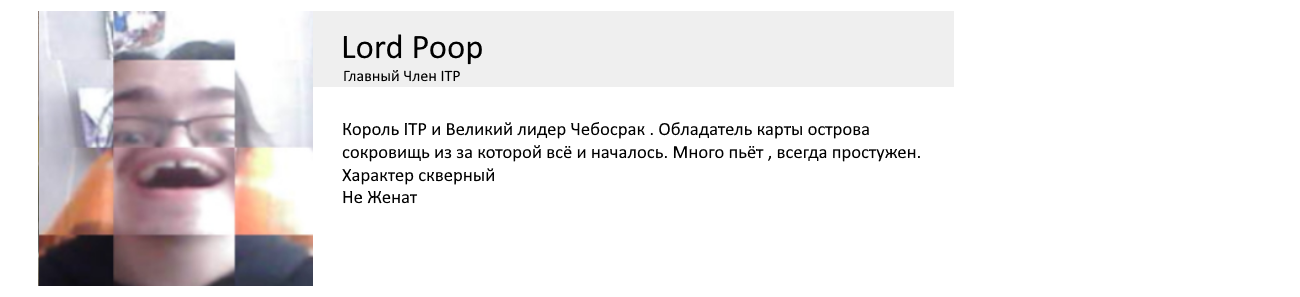 Lord Poop
Главный Член ITP
Король ITP и Великий лидер Чебосрак . Обладатель карты острова
сокровищь из за которой всё и началось. Много пьёт , всегда простужен.
Характер скверный
Не Женат